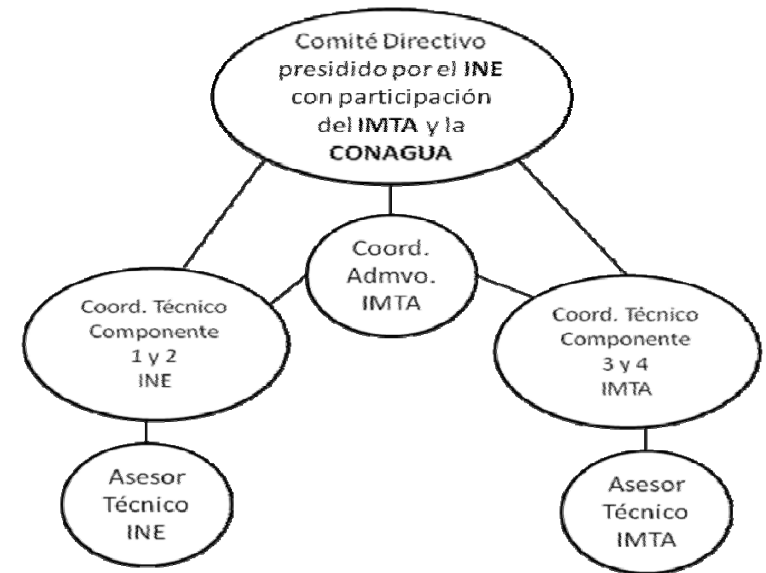 Comité Directivo
presidido por el INE
con participación
del IMTA y la
CONAGUA
Coord.
Admvo.
IMTA
Coord. Técnico
Componente
1 y 2
INE
Coord. Técnico
Componente
3 y 4
IMTA
Asesor
Técnico
INE
Asesor
Técnico
IMTA